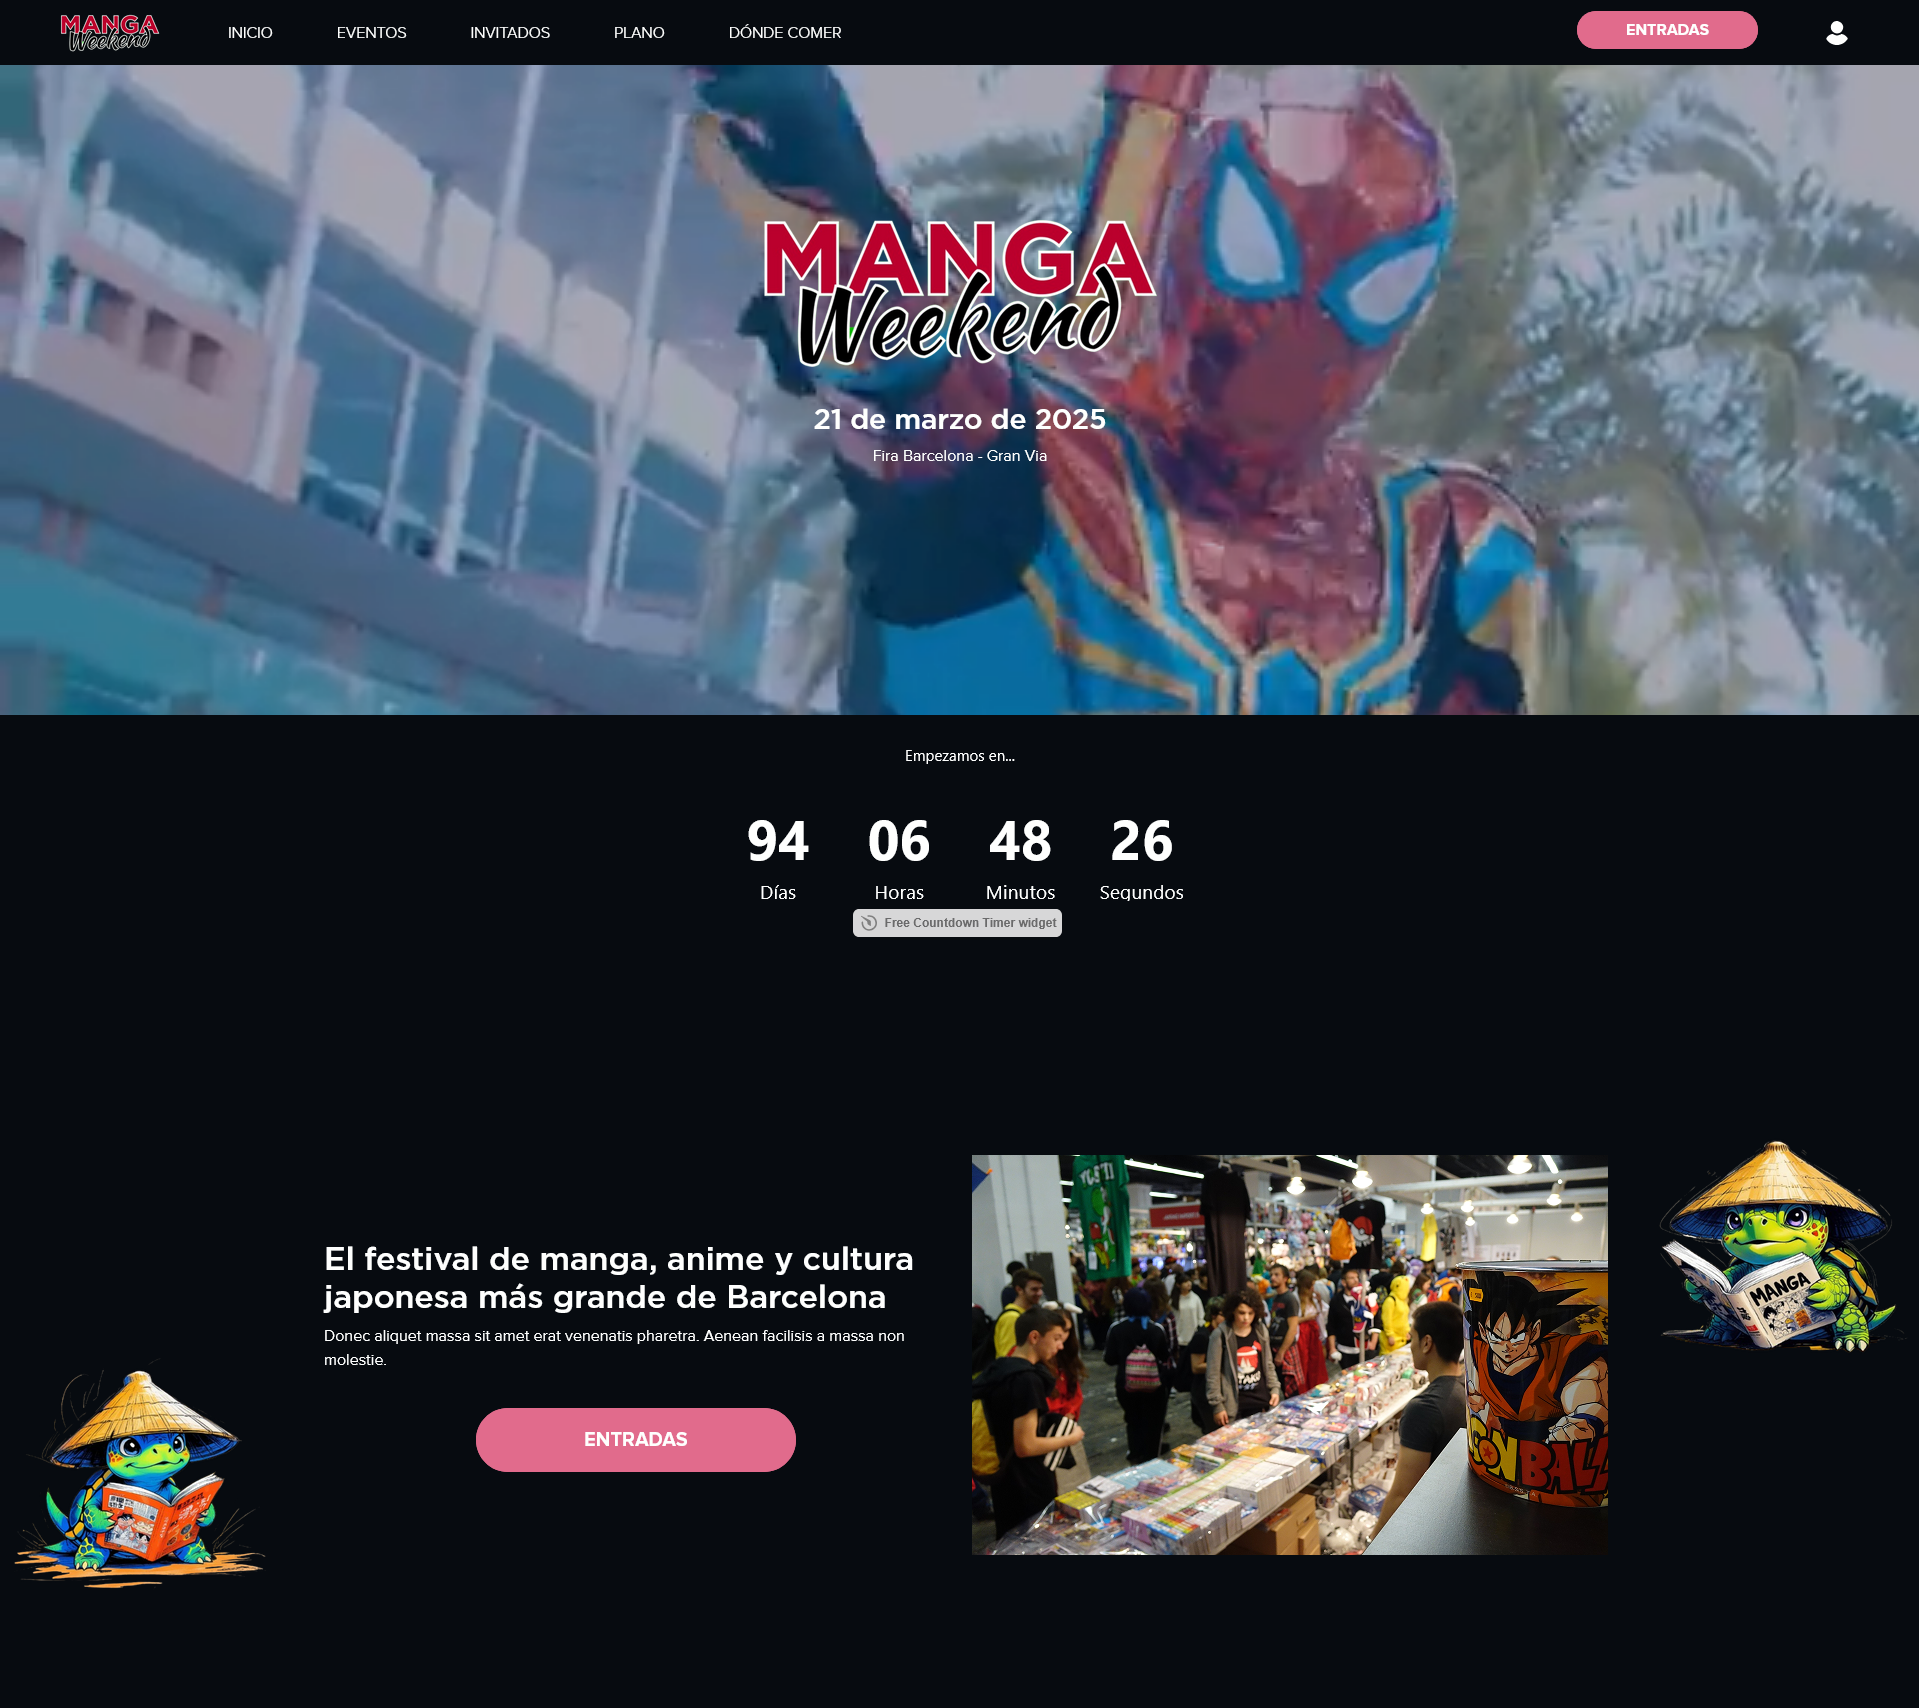 MANGA
Weekend
INICIO
EVENTOS
INVITADOS
PLANO
DÓNDE COMER
ENTRADAS
MANGA
Weekend
21 de marzo de 2025
Fira Barcelona - Gran Via
Empezamos en...
94 06 48 26
Días Horas Minutos Segundos
Free Countdown Timer widget
El festival de manga, anime y cultura
japonesa más grande de Barcelona
Donec aliquet massa sit amet erat venenatis pharetra. Aenean facilisis a massa non
molestie.
ENTRADAS
MANGA